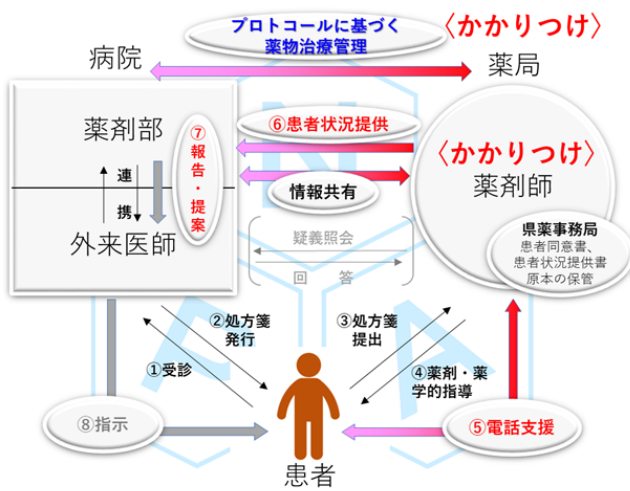 プロトコールに基づく
薬物治療管理
〈かかりつけ〉
病院
薬局
薬剤部
⑦報告・提案
⑥患者状況提供
〈かかりつけ〉
薬剤師
連携
情報共有
外来医師
県薬事務局
患者同意書、
患者状況提供書
原本の保管
疑義照会
回 答
②処方箋
発行
③処方箋
提出
①受診
④薬剤・薬
学的指導
⑧指示
⑤電話支援
患者
N
Y
A